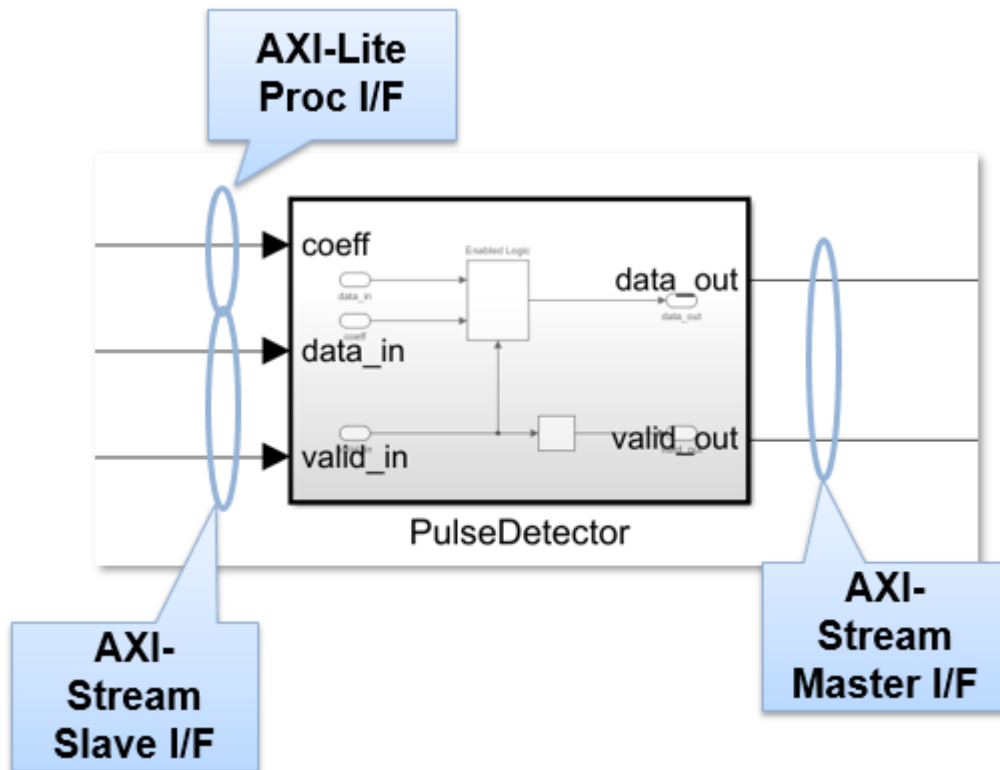 AXI-Lite
Proc I/F
coeff
Enabled Logic
data_in
coeff
data_out
data_out
data_in
valid_in
valid_out
PulseDetector
AXI-
Stream
Slave I/F
AXI-
Stream
Master I/F